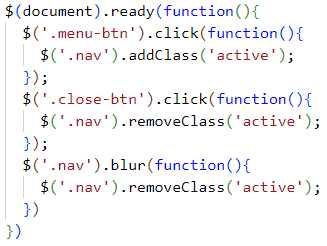 $(document).ready(function(){
  $('.menu-btn').click(function(){
    $('.nav').addClass('active');
  });
  $('.close-btn').click(function(){
    $('.nav').removeClass('active');
  });
  $('.nav').blur(function(){
    $('.nav').removeClass('active');
  })
})